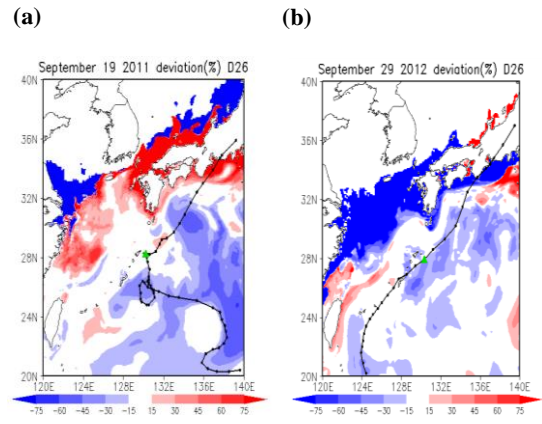 (a)
(b)
September 19 2011 deviation(%) D26
September 29 2012 deviation(%) D26
40N
36N
32N
28N
24N
20N
120E 124E 128E 132E 136E 140E
-75 -60 -45 -30 -15 15 30 45 60 75
40N
36N
32N
28N
24N
20N
120E 124E 128E 132E 136E 140E
-75 -60 -45 -30 -15 15 30 45 60 75